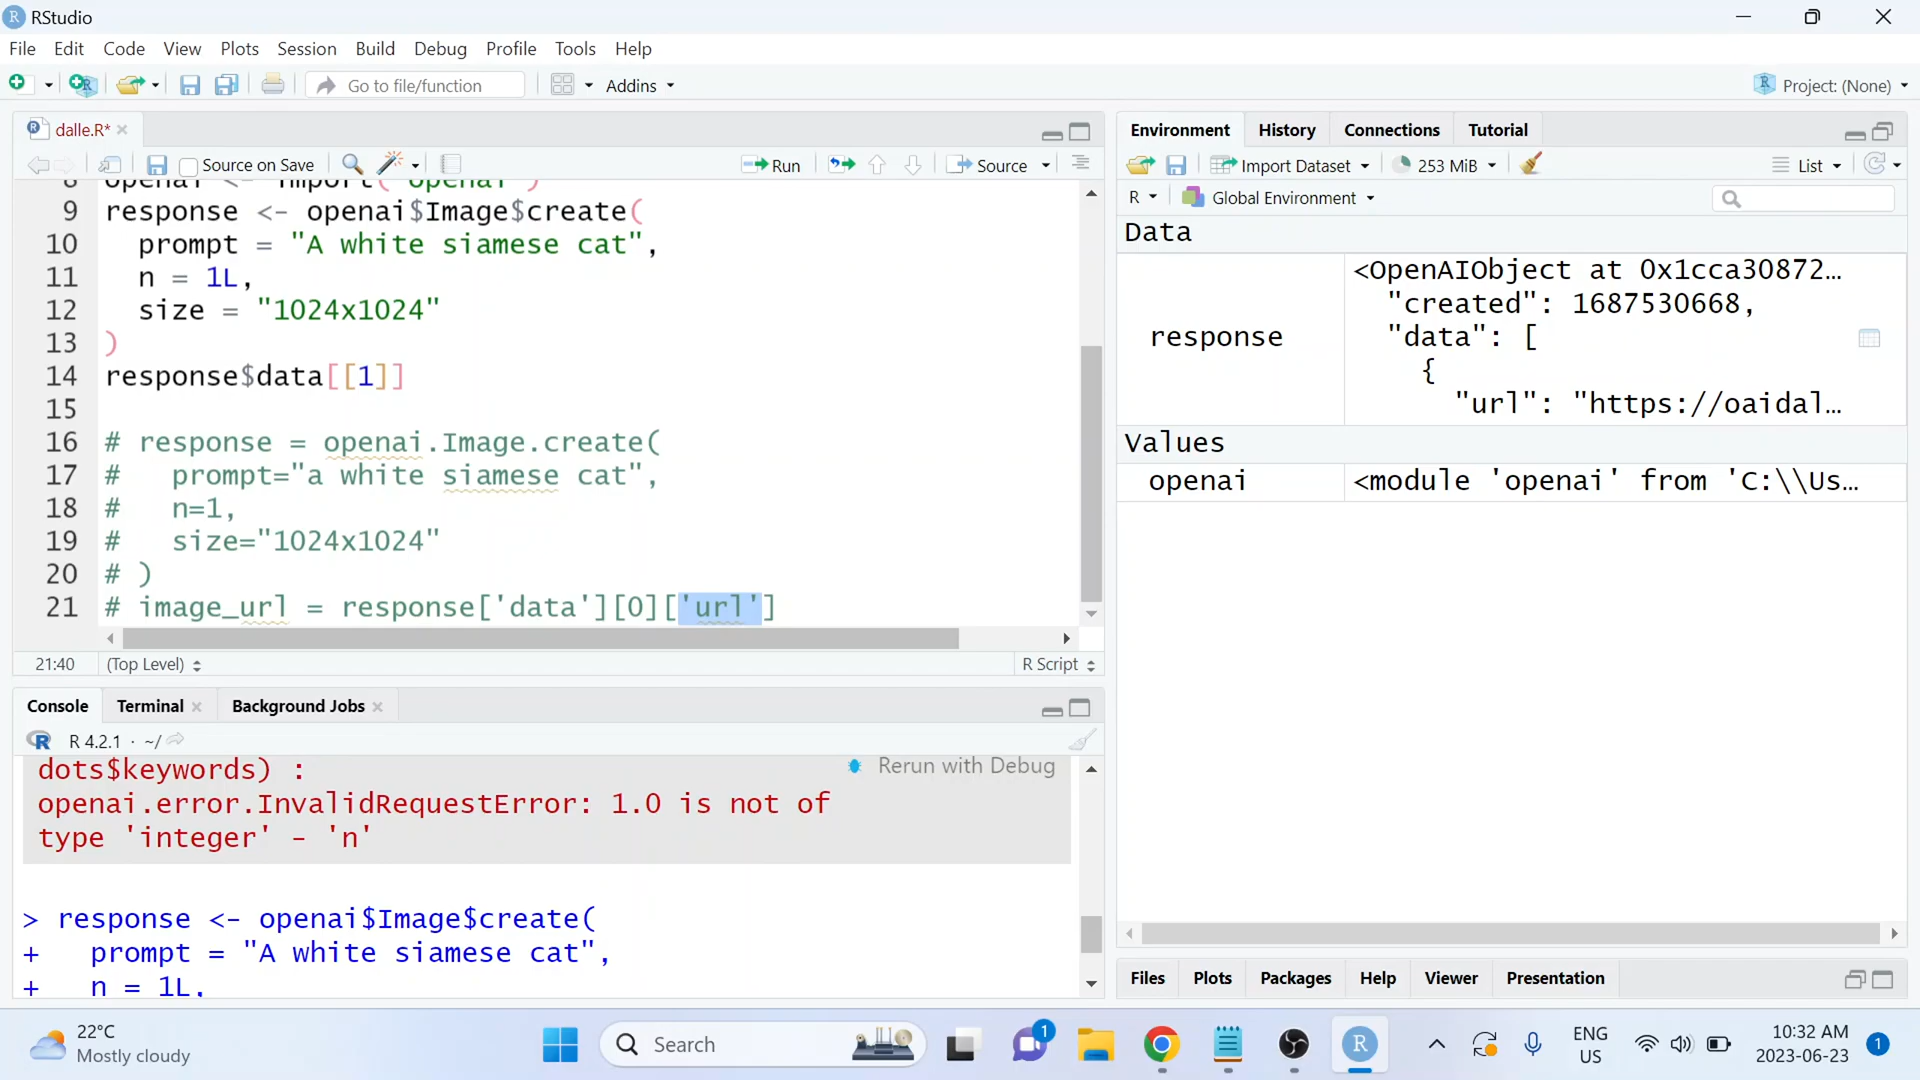 RStudio
File Edit Code View Plots Session Build Debug Profile Tools Help
Go to file/function
Addins
Project: (None)
dalle.R*
Source on Save
Run
Source
8 openai <- import("openai")
9 response <- openai$Image$create(
10 prompt = "A white siamese cat",
11 n = 1L,
12 size = "1024x1024"
13 )
14 response$data[[1]]
15
16 # response = openai.Image.create(
17 # prompt="a white siamese cat",
18 # n=1,
19 # size="1024x1024"
20 # )
21 # image_url = response['data'][0]['url']
21:40 (Top Level) R Script
Console Terminal Background Jobs
R 4.2.1 · ~/
dots$keywords) :
Rerun with Debug
openai.error.InvalidRequestError: 1.0 is not of
type 'integer' - 'n'
> response <- openai$Image$create(
+ prompt = "A white siamese cat",
+ n = 1L,
Environment History Connections Tutorial
Import Dataset 253 MiB List
R Global Environment
Data
response
<OpenAIObject at 0x1cca30872...
"created": 1687530668,
"data": [
{
"url": "https://oaidal...
Values
openai <module 'openai' from 'C:\\Us...
Files Plots Packages Help Viewer Presentation
22°C
Mostly cloudy
Search
1
ENG
US
10:32 AM
2023-06-23
1